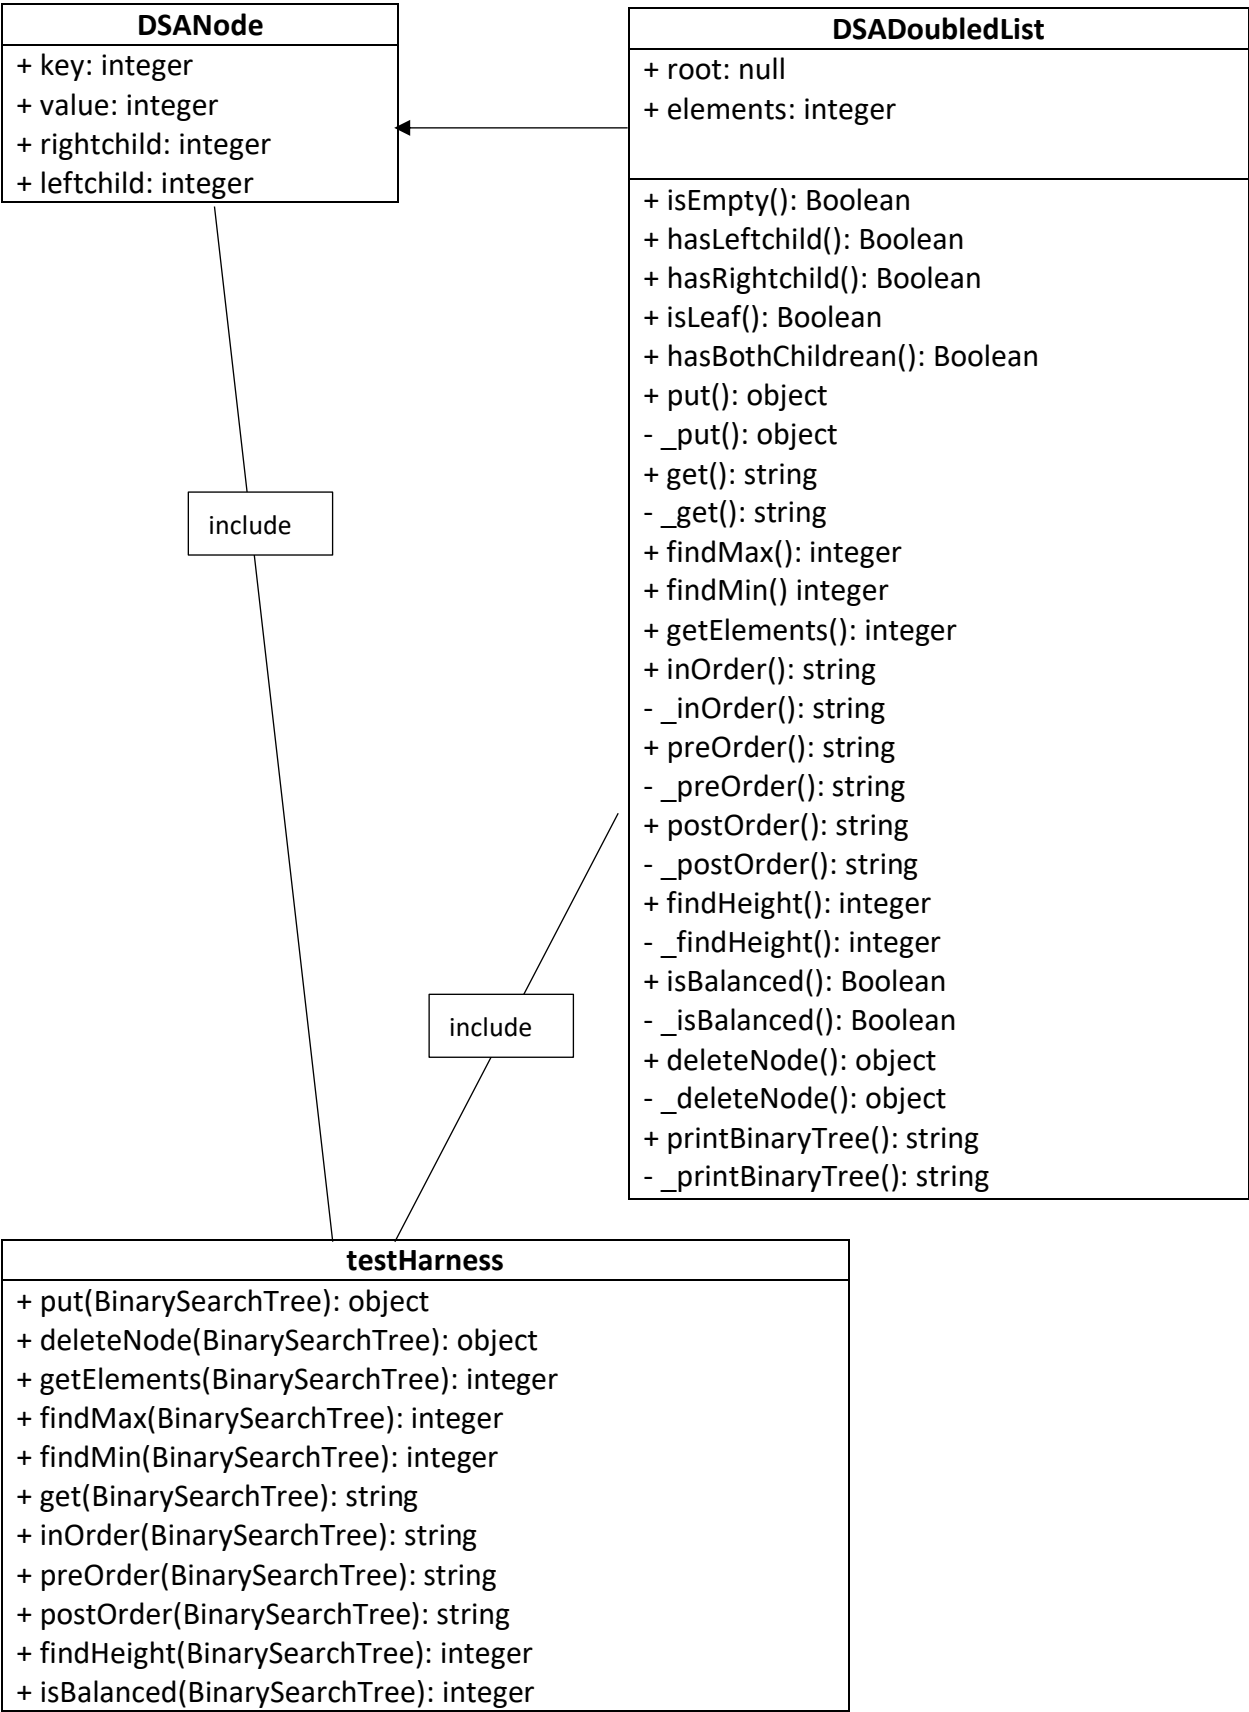 DSANode
+ key: integer
+ value: integer
+ rightchild: integer
+ leftchild: integer
DSADoubledList
+ root: null
+ elements: integer
+ isEmpty(): Boolean
+ hasLeftchild(): Boolean
+ hasRightchild(): Boolean
+ isLeaf(): Boolean
+ hasBothChildrean(): Boolean
+ put(): object
- _put(): object
+ get(): string
- _get(): string
+ findMax(): integer
+ findMin() integer
+ getElements(): integer
+ inOrder(): string
- _inOrder(): string
+ preOrder(): string
- _preOrder(): string
+ postOrder(): string
- _postOrder(): string
+ findHeight(): integer
- _findHeight(): integer
+ isBalanced(): Boolean
- _isBalanced(): Boolean
+ deleteNode(): object
- _deleteNode(): object
+ printBinaryTree(): string
- _printBinaryTree(): string
include
include
testHarness
+ put(BinarySearchTree): object
+ deleteNode(BinarySearchTree): object
+ getElements(BinarySearchTree): integer
+ findMax(BinarySearchTree): integer
+ findMin(BinarySearchTree): integer
+ get(BinarySearchTree): string
+ inOrder(BinarySearchTree): string
+ preOrder(BinarySearchTree): string
+ postOrder(BinarySearchTree): string
+ findHeight(BinarySearchTree): integer
+ isBalanced(BinarySearchTree): integer